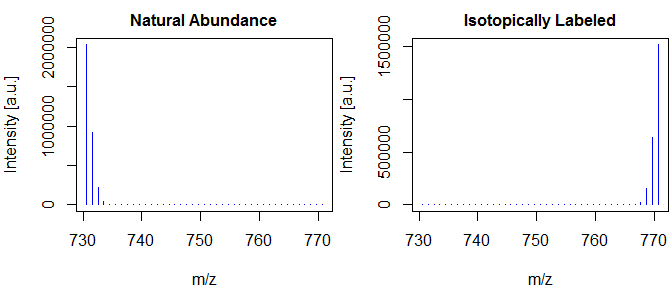 Natural Abundance
Intensity [a.u.]
2000000
1000000
0
730 740 750 760 770
m/z
Isotopically Labeled
Intensity [a.u.]
1500000
500000
0
730 740 750 760 770
m/z